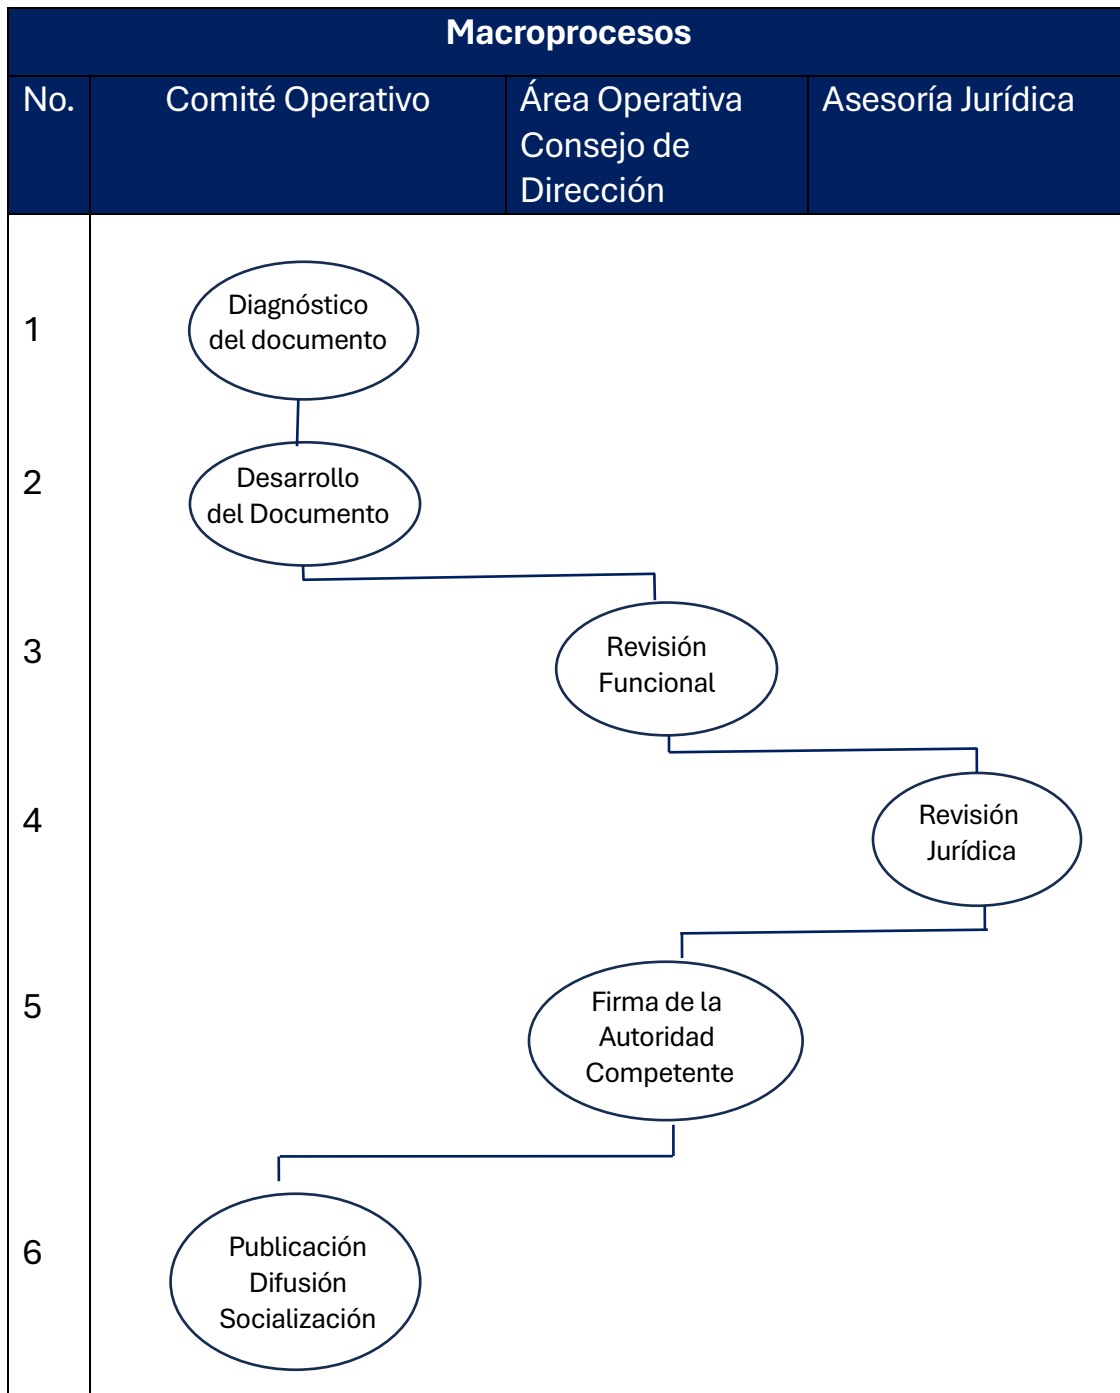 Macroprocesos
No.
Comité Operativo
Área Operativa
Consejo de
Dirección
Asesoría Jurídica
1
Diagnóstico
del documento
2
Desarrollo
del Documento
3
Revisión
Funcional
4
Revisión
Jurídica
5
Firma de la
Autoridad
Competente
6
Publicación
Difusión
Socialización